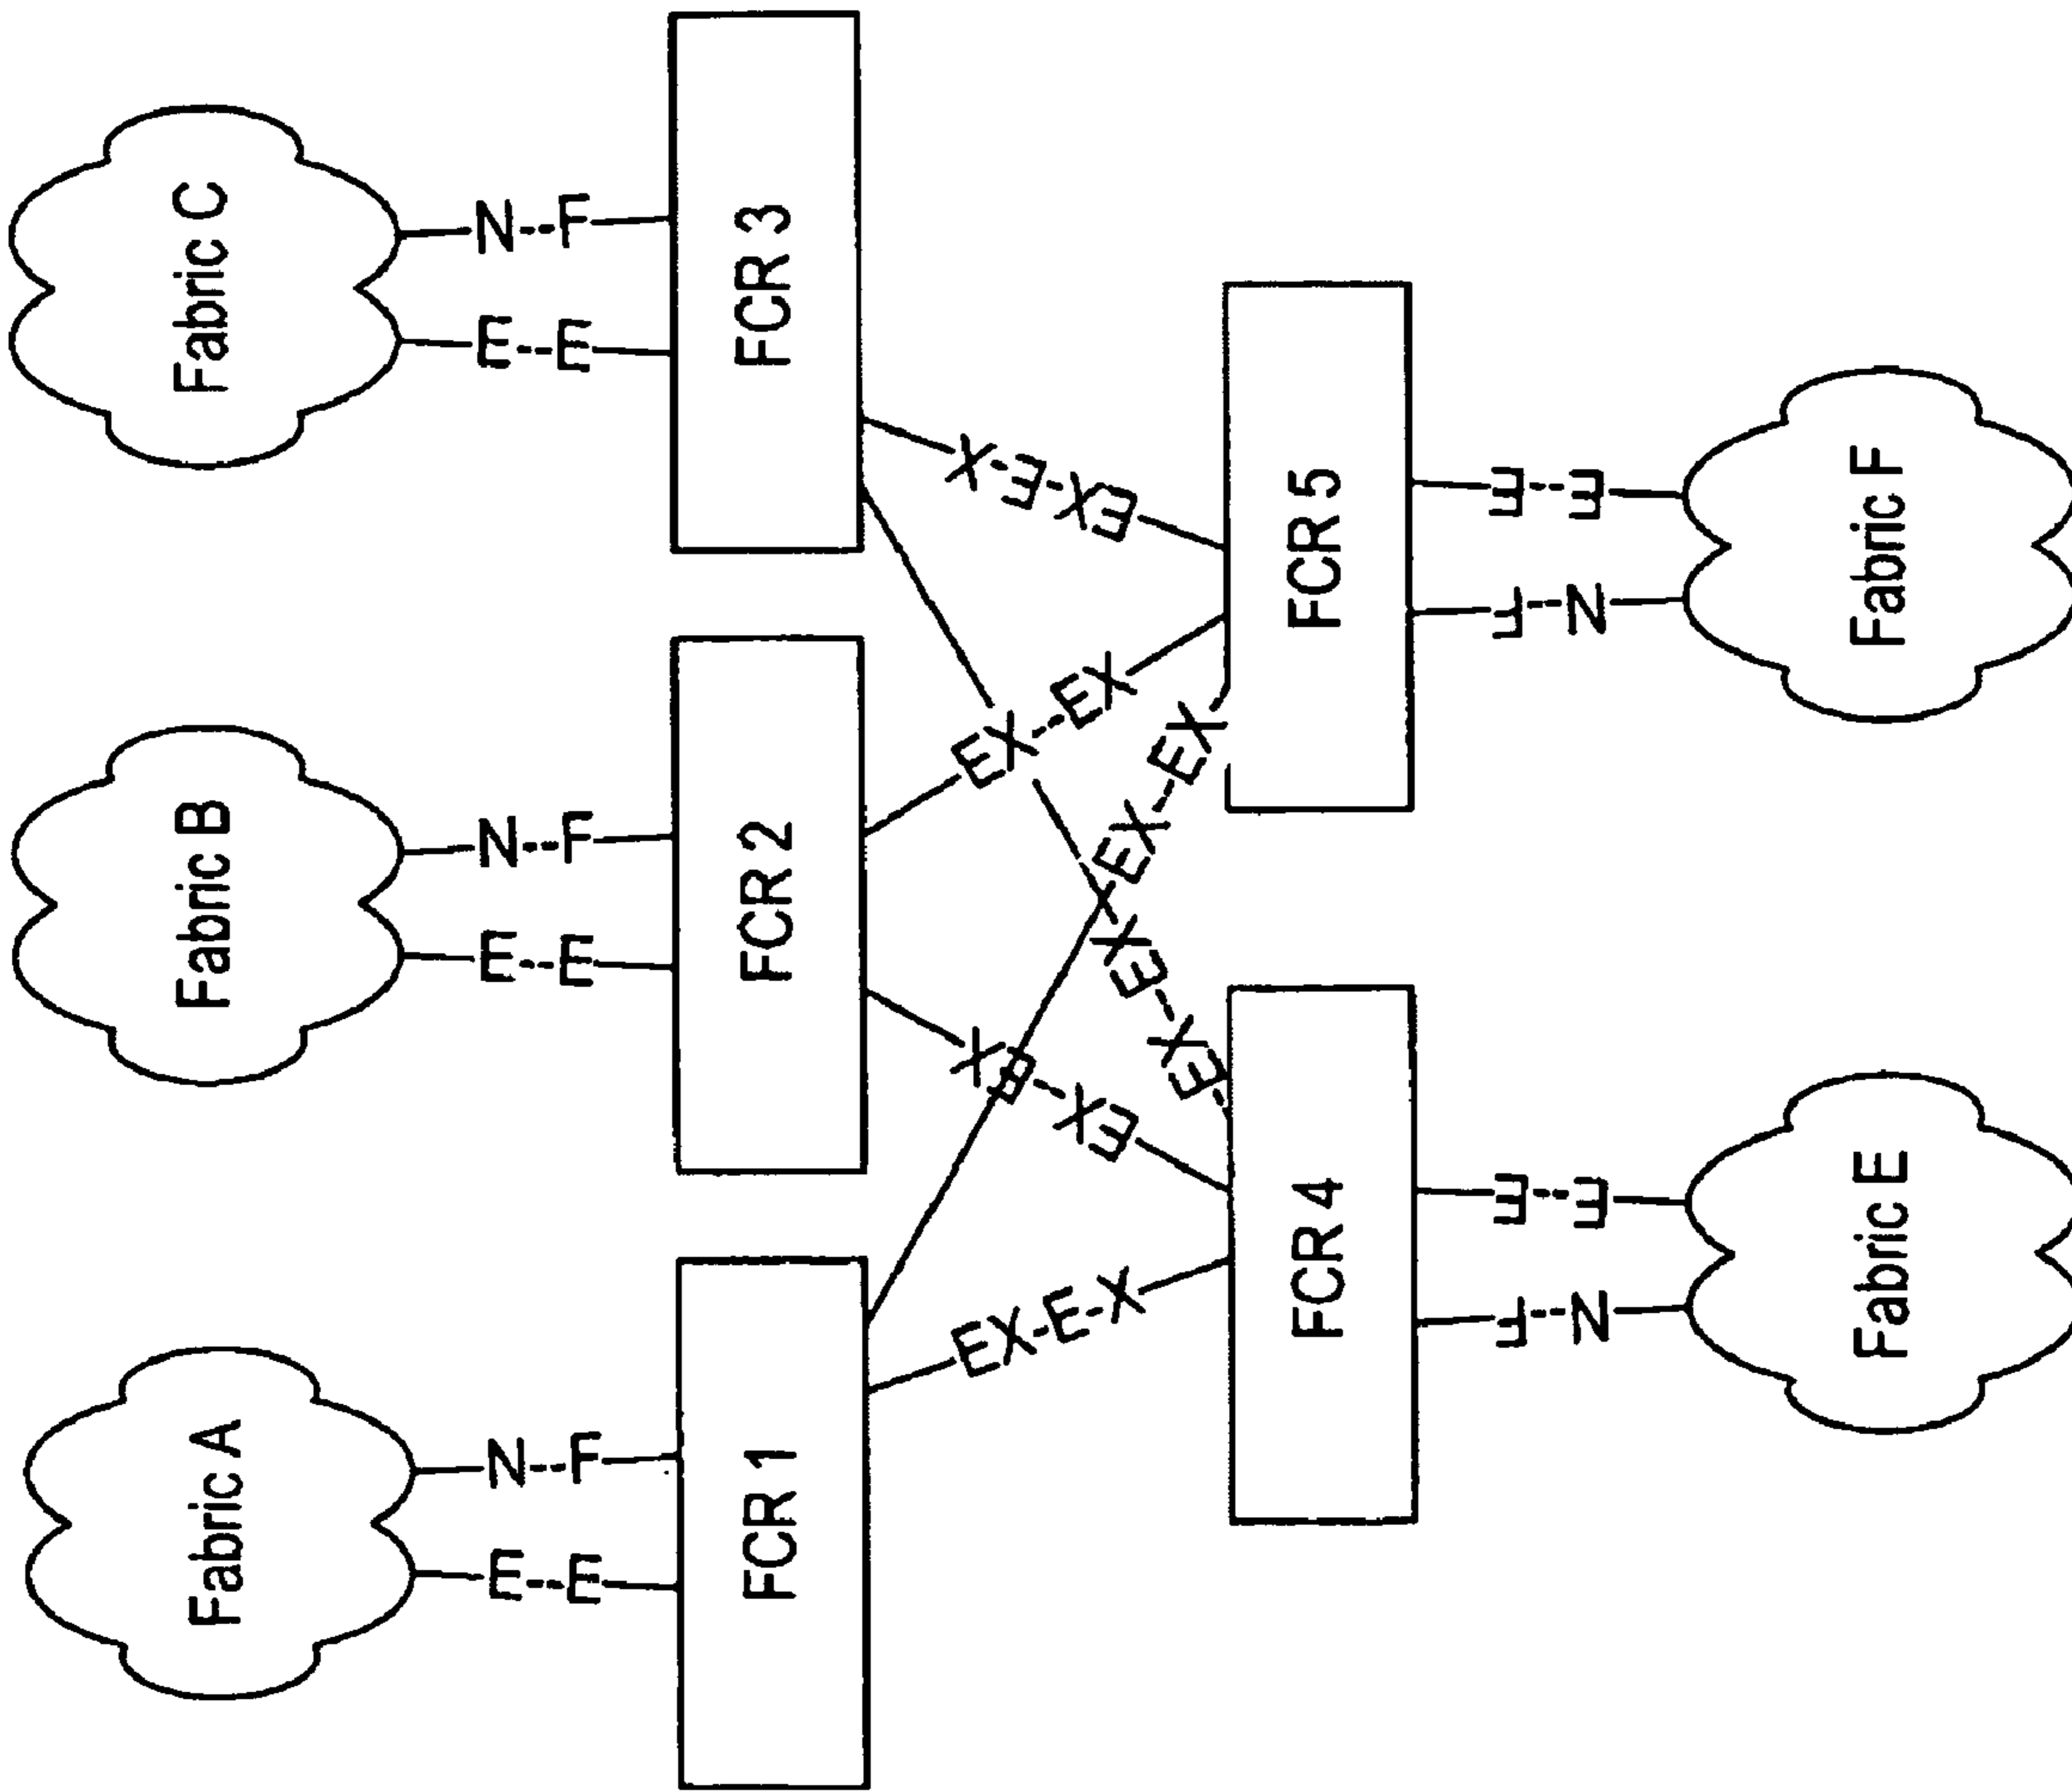 Fabric A
Fabric B
Fabric C
E--E
N--F
E--E
N--F
E--E
N--F
FCR 1
FCR 2
FCR 3
EX-E-X
EX--EX
EX--EX
EX--EX
EX--EX
EX-EX
FCR 4
FCR 5
F--N
E--E
F--N
E--E
Fabric E
Fabric F